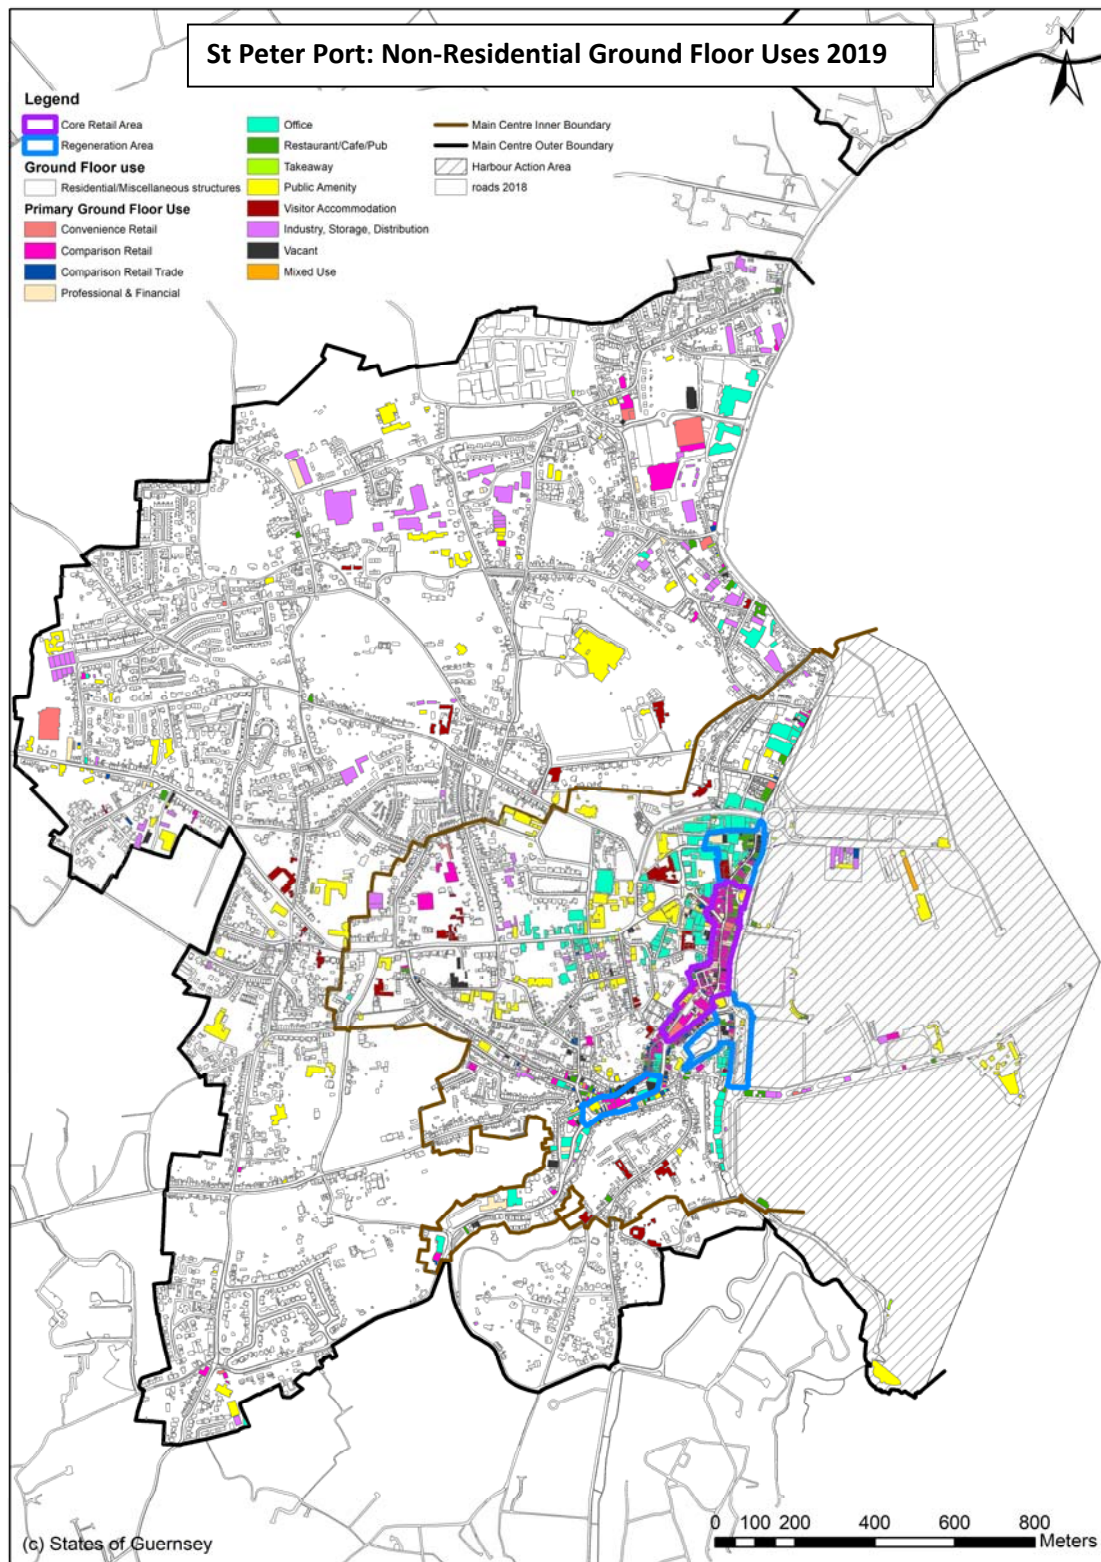 St Peter Port: Non-Residential Ground Floor Uses 2019
N
Legend
Core Retail Area
Regeneration Area
Ground Floor use
Residential/Miscellaneous structures
Primary Ground Floor Use
Convenience Retail
Comparison Retail
Comparison Retail Trade
Professional & Financial
Office
Restaurant/Cafe/Pub
Takeaway
Public Amenity
Visitor Accommodation
Industry, Storage, Distribution
Vacant
Mixed Use
Main Centre Inner Boundary
Main Centre Outer Boundary
Harbour Action Area
roads 2018
(c) States of Guernsey
0 100 200 400 600 800
Meters